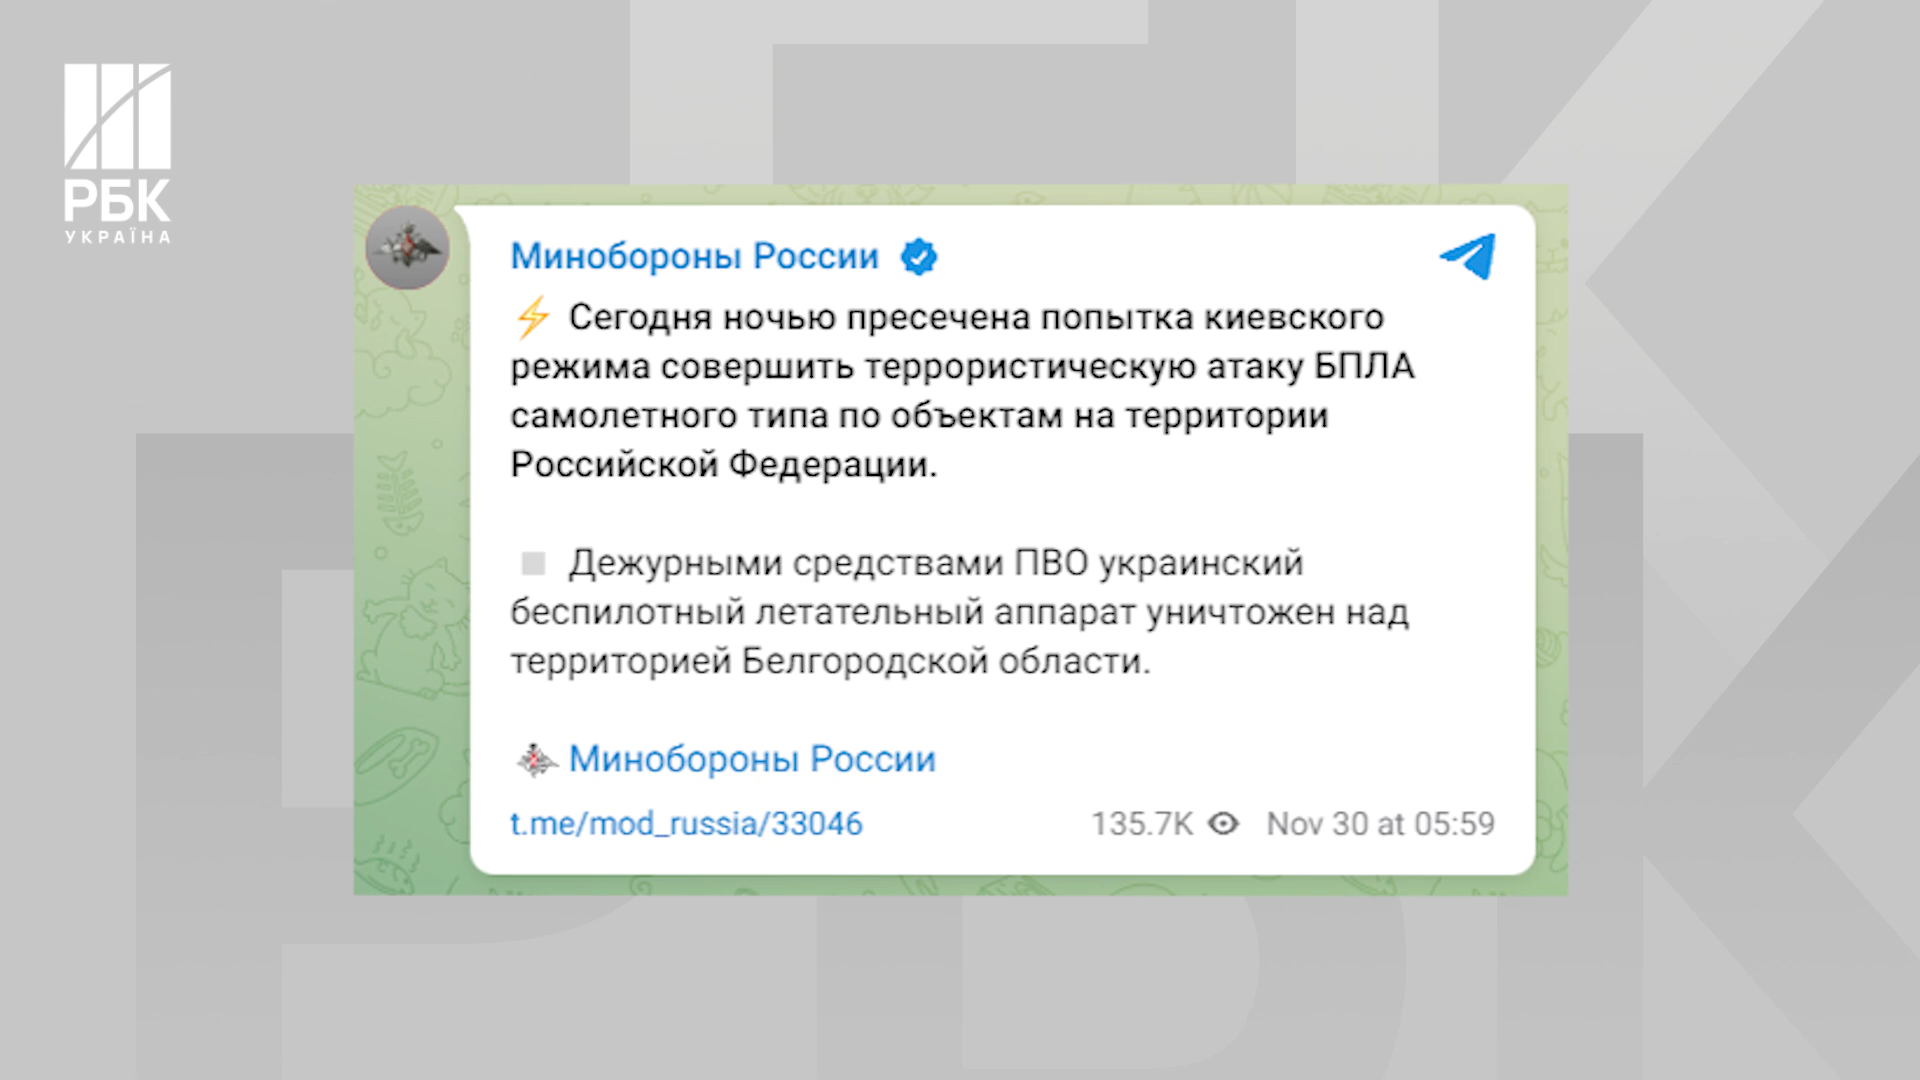 РБК
УКРАЇНА
Минобороны России
⚡ Сегодня ночью пресечена попытка киевского
режима совершить террористическую атаку БПЛА
самолетного типа по объектам на территории
Российской Федерации.
◽ Дежурными средствами ПВО украинский
беспилотный летательный аппарат уничтожен над
территорией Белгородской области.
Минобороны России
t.me/mod_russia/33046 135.7K Nov 30 at 05:59